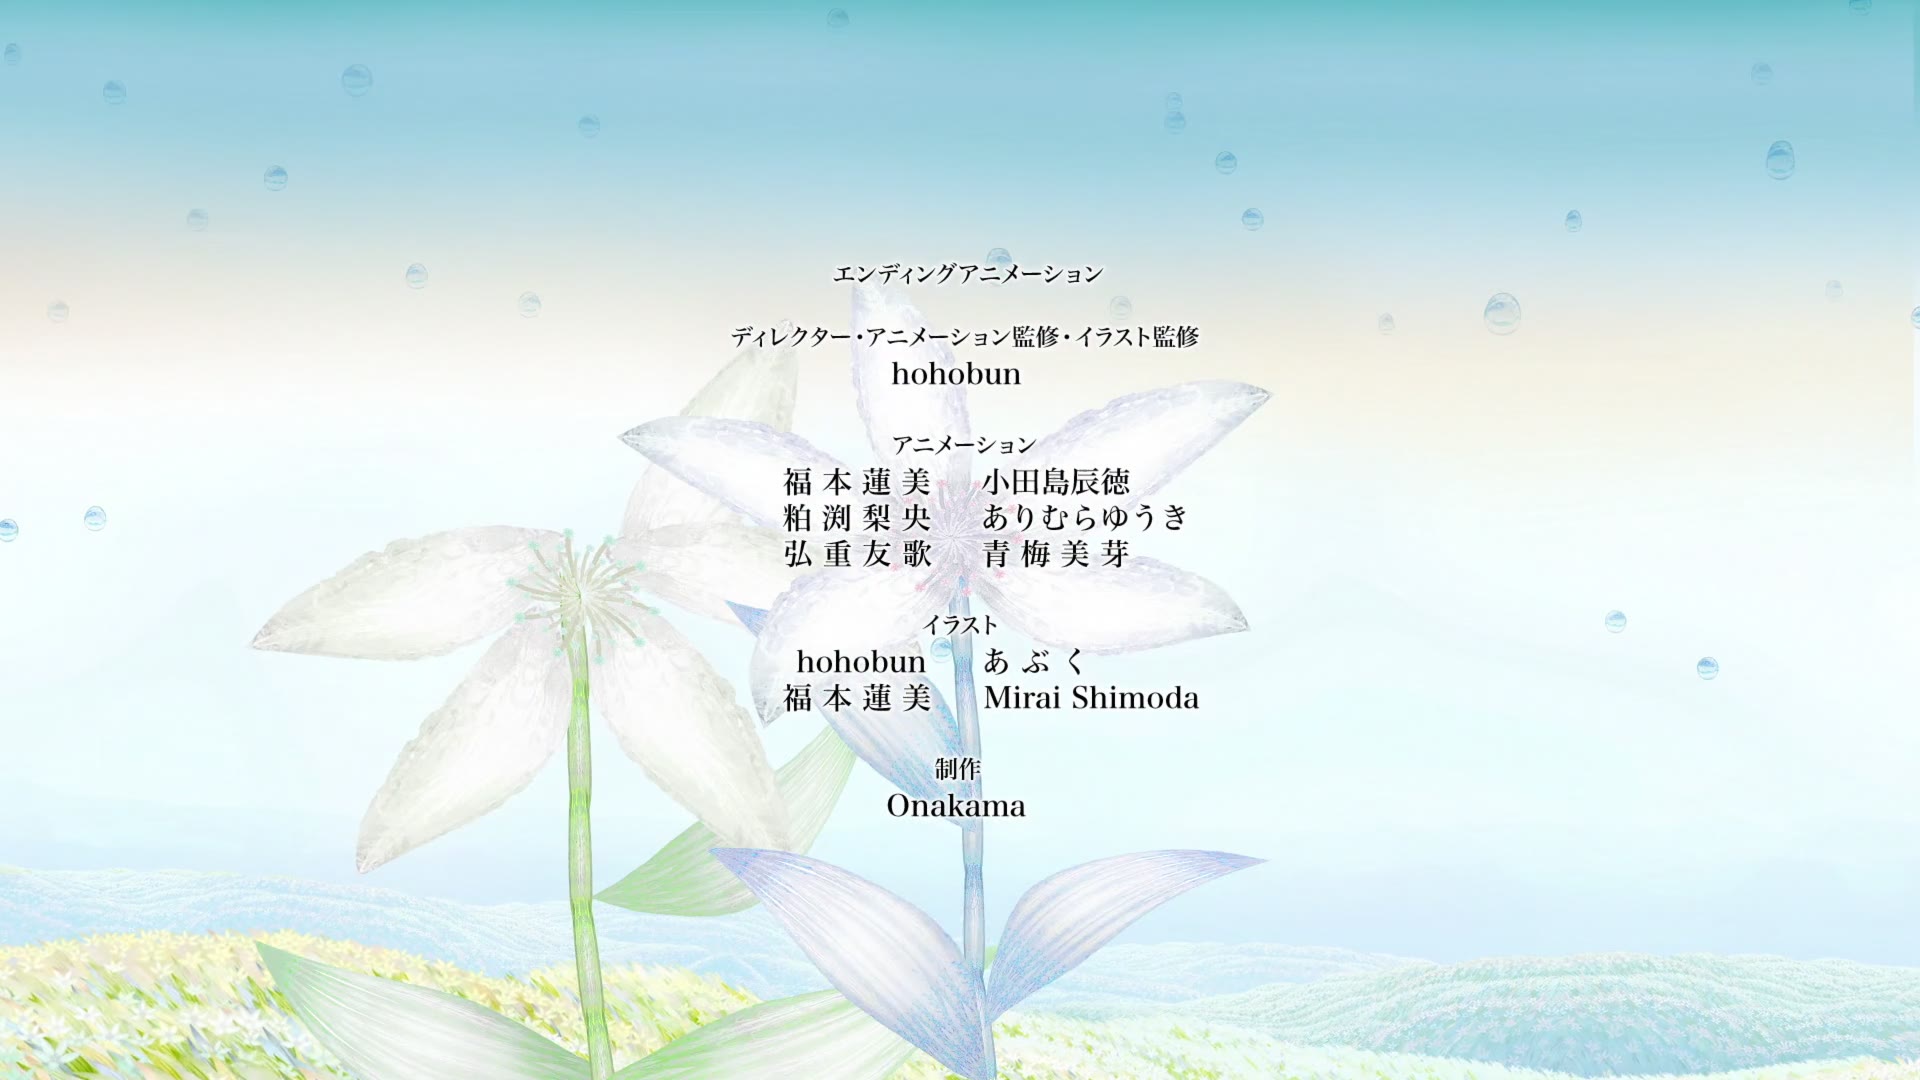 エンディングアニメーション
ディレクター・アニメーション監修・イラスト監修
hohobun
アニメーション
福本蓮美　小田島辰徳
粕渕梨央　ありむらゆうき
弘重友歌　青梅美芽
イラスト
hohobun　あぶく
福本蓮美　Mirai Shimoda
制作
Onakama